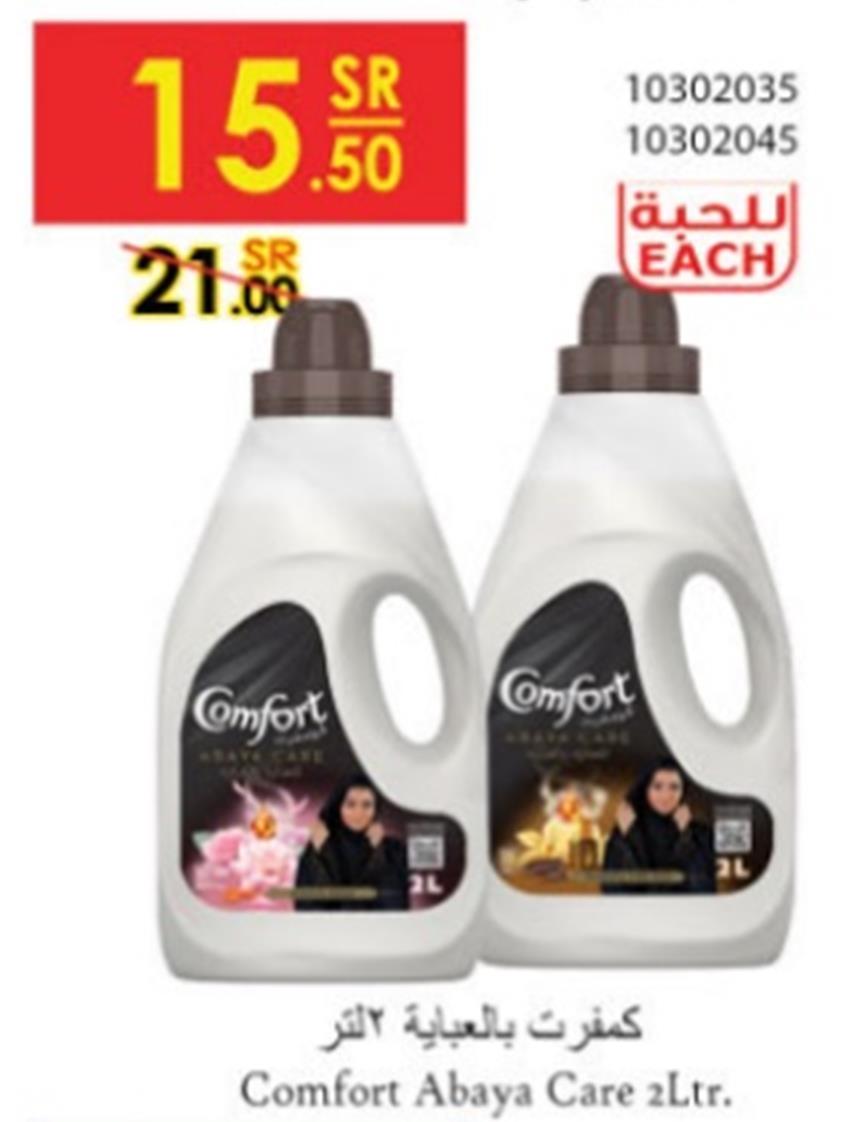 15.50 SR
10302035
10302045
للحبة
EACH
21.00 SR
Comfort
ABAYA CARE
2L
Comfort
ABAYA CARE
2L
كمفرت بالعباية ٢لتر
Comfort Abaya Care 2Ltr.